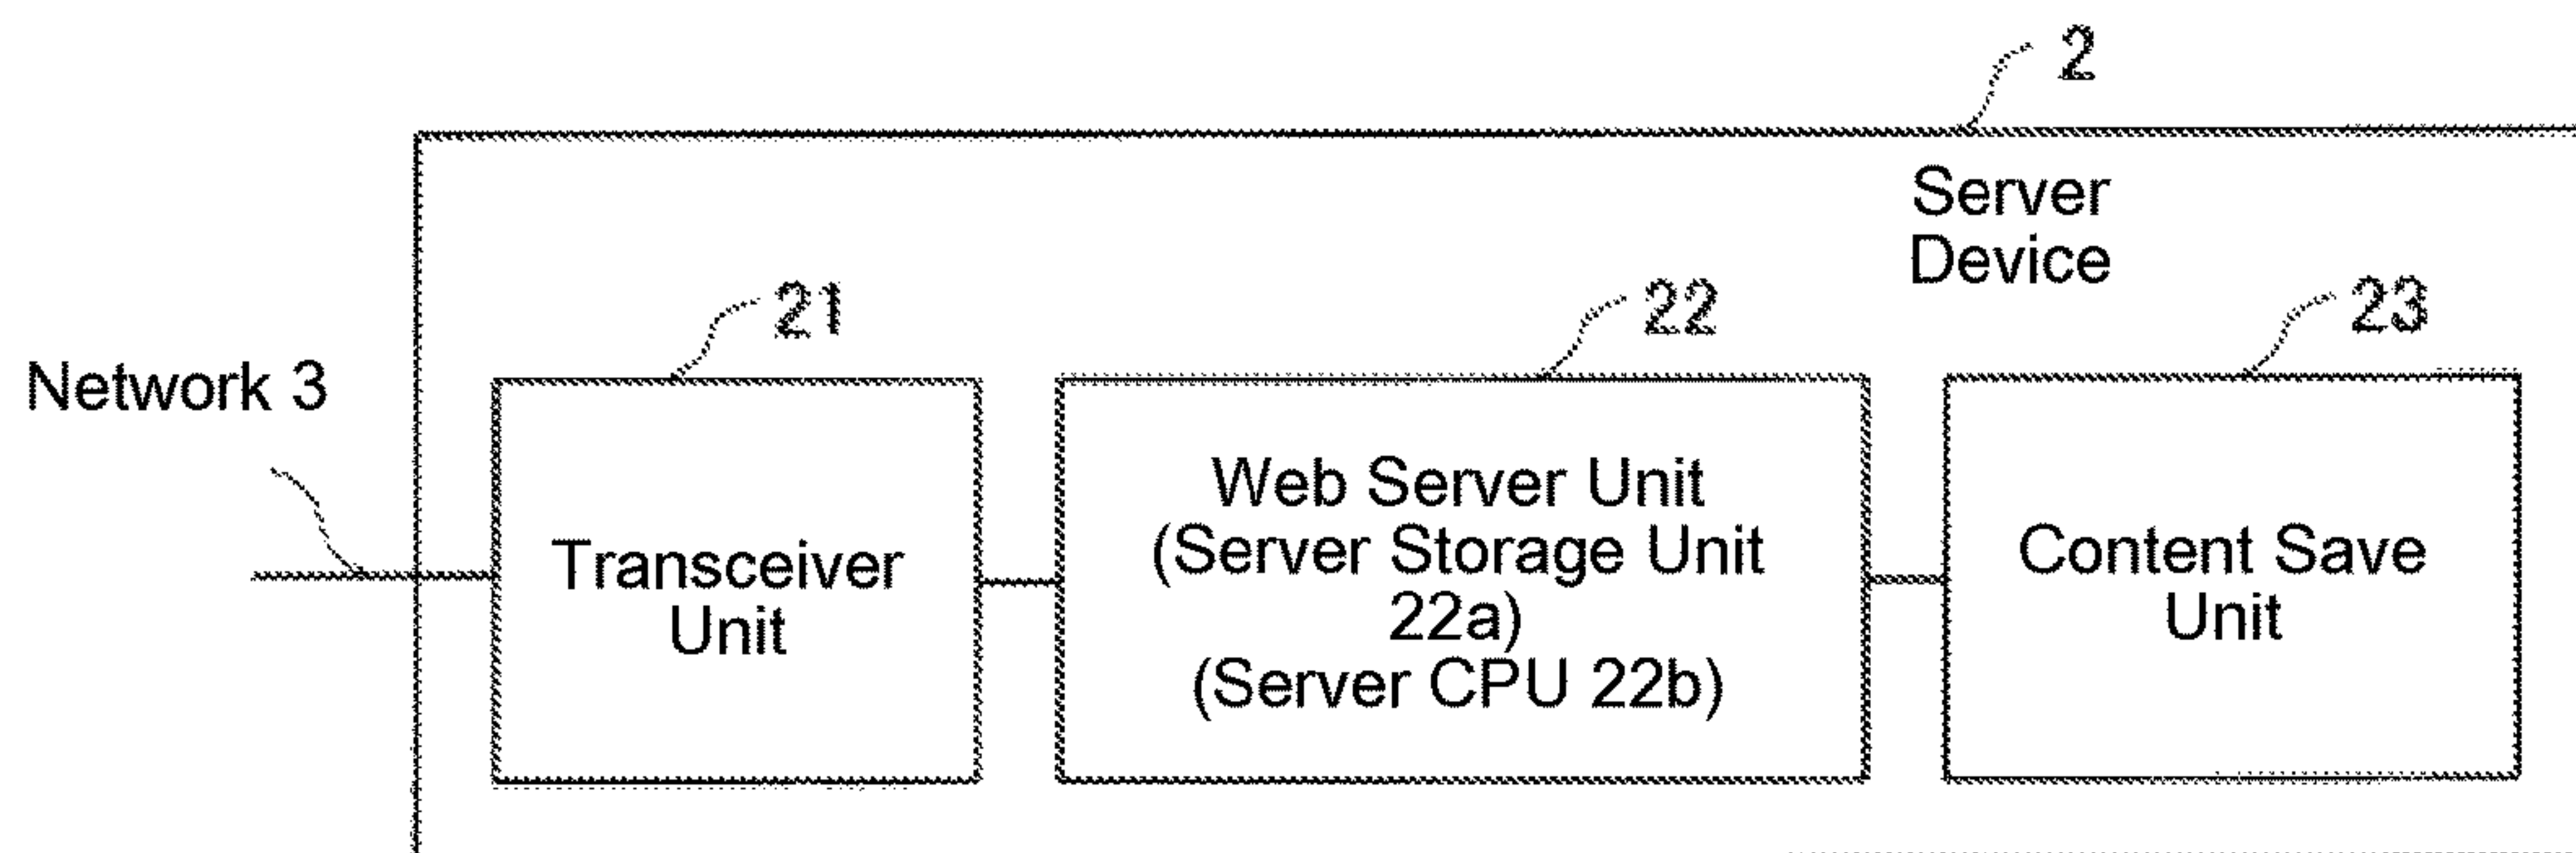 2
Server
Device
21
22
23
Network 3
Transceiver
Unit
Web Server Unit
(Server Storage Unit
22a)
(Server CPU 22b)
Content Save
Unit